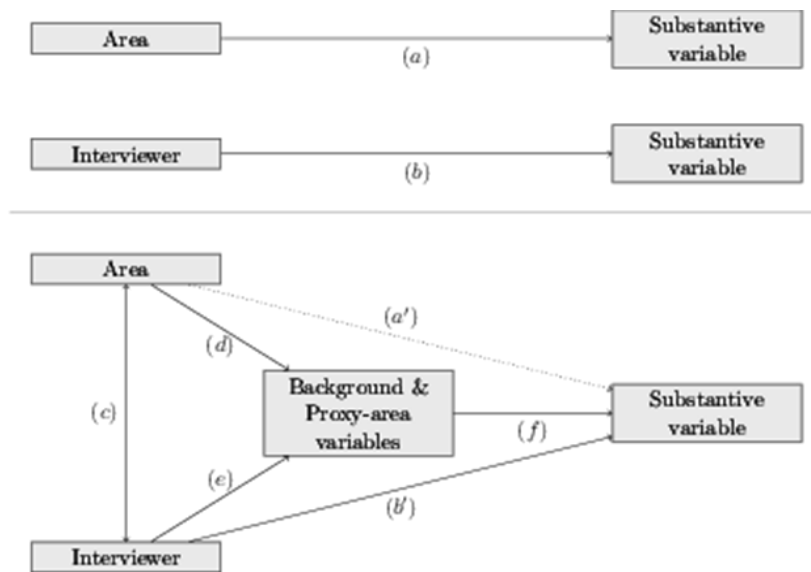 Area
Substantive
variable
(a)
Interviewer
Substantive
variable
(b)
Area
(a′)
(d)
Background &
Proxy-area
variables
Substantive
variable
(c)
(f)
(e)
(b′)
Interviewer